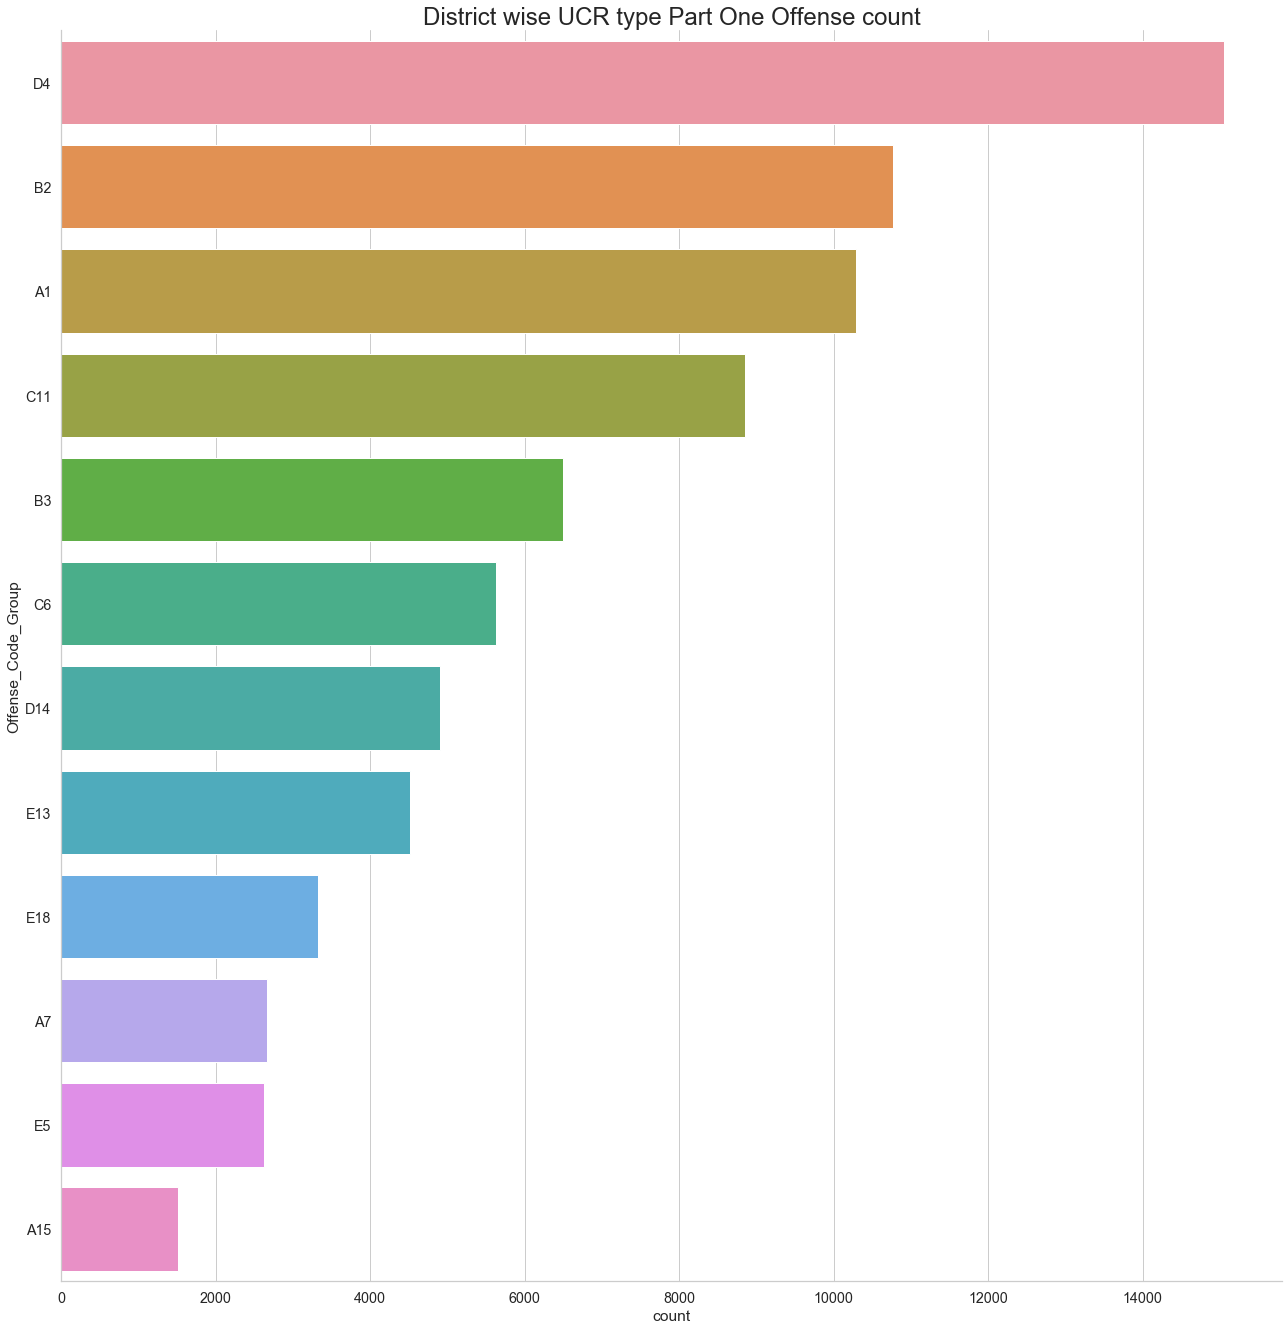 District wise UCR type Part One Offense count
D4
B2
A1
C11
B3
C6
D14
E13
E18
A7
E5
A15
Offense_Code_Group
0 2000 4000 6000 8000 10000 12000 14000
count